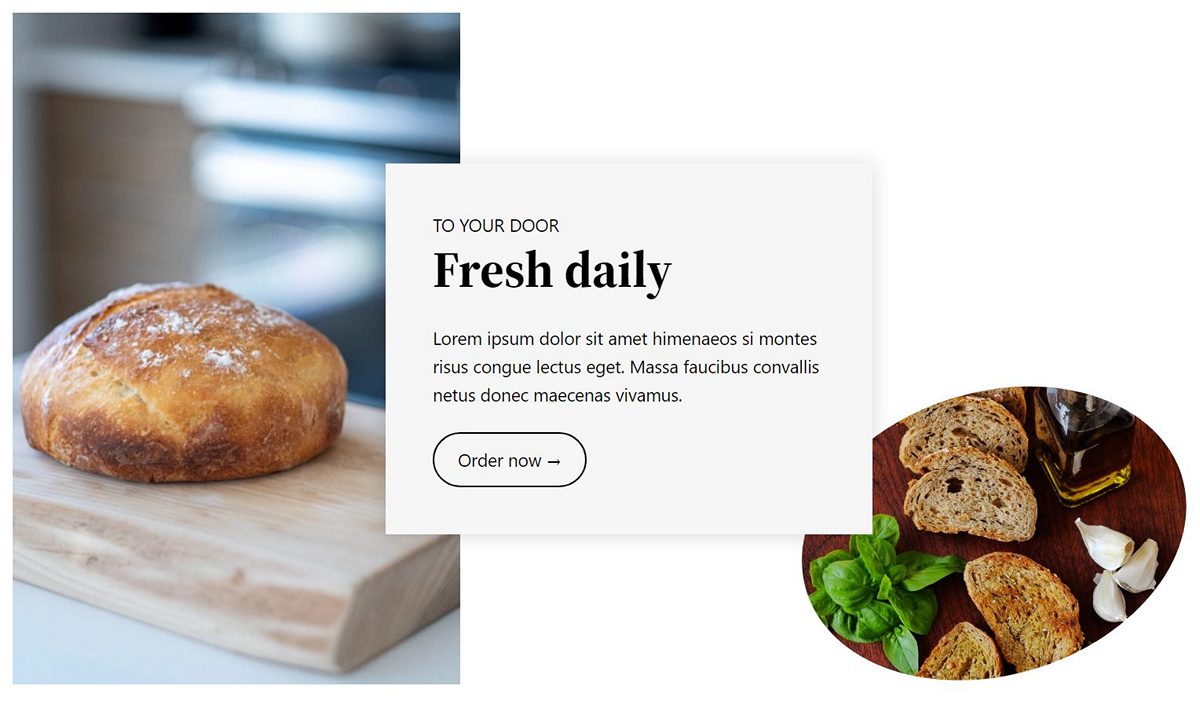 TO YOUR DOOR
Fresh daily
Lorem ipsum dolor sit amet himenaeos si montes
risus congue lectus eget. Massa faucibus convallis
netus donec maecenas vivamus.
Order now →